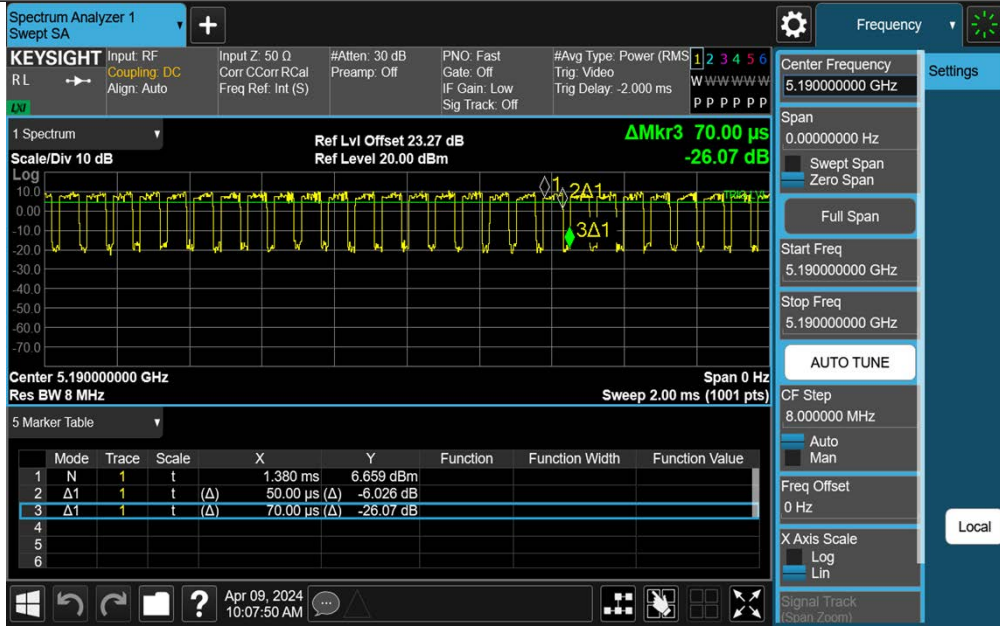 Spectrum Analyzer 1
Swept SA
+
Frequency
KEYSIGHT
RL
LXI
Input: RF
Coupling: DC
Align: Auto
Input Z: 50 Ω
Corr CCorr RCal
Freq Ref: Int (S)
#Atten: 30 dB
Preamp: Off
PNO: Fast
Gate: Off
IF Gain: Low
Sig Track: Off
#Avg Type: Power (RMS
Trig: Video
Trig Delay: -2.000 ms
1 2 3 4 5 6
W W W W W W
P P P P P P
1 Spectrum
Scale/Div 10 dB
Ref Lvl Offset 23.27 dB
Ref Level 20.00 dBm
ΔMkr3 70.00 µs
-26.07 dB
Log
10.0
0.00
-10.0
-20.0
-30.0
-40.0
-50.0
-60.0
-70.0
1
2Δ1
3Δ1
Center 5.190000000 GHz
Res BW 8 MHz
Span 0 Hz
Sweep 2.00 ms (1001 pts)
5 Marker Table
Mode Trace Scale X Y Function Function Width Function Value
1 N 1 t 1.380 ms 6.659 dBm
2 Δ1 1 t (Δ) 50.00 µs (Δ) -6.026 dB
3 Δ1 1 t (Δ) 70.00 µs (Δ) -26.07 dB
4
5
6
?
Apr 09, 2024
10:07:50 AM
Center Frequency
5.190000000 GHz
Span
0.00000000 Hz
Swept Span
Zero Span
Full Span
Start Freq
5.190000000 GHz
Stop Freq
5.190000000 GHz
AUTO TUNE
CF Step
8.000000 MHz
Auto
Man
Freq Offset
0 Hz
X Axis Scale
Log
Lin
Signal Track
(Span Zoom)
Settings
Local